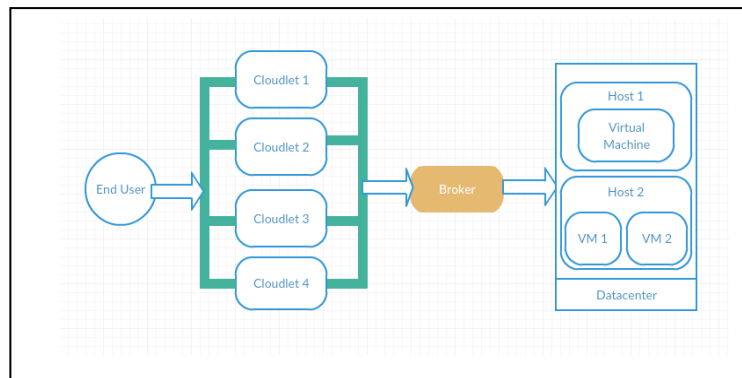 End User
Cloudlet 1
Cloudlet 2
Cloudlet 3
Cloudlet 4
Broker
Host 1
Virtual
Machine
Host 2
VM 1
VM 2
Datacenter